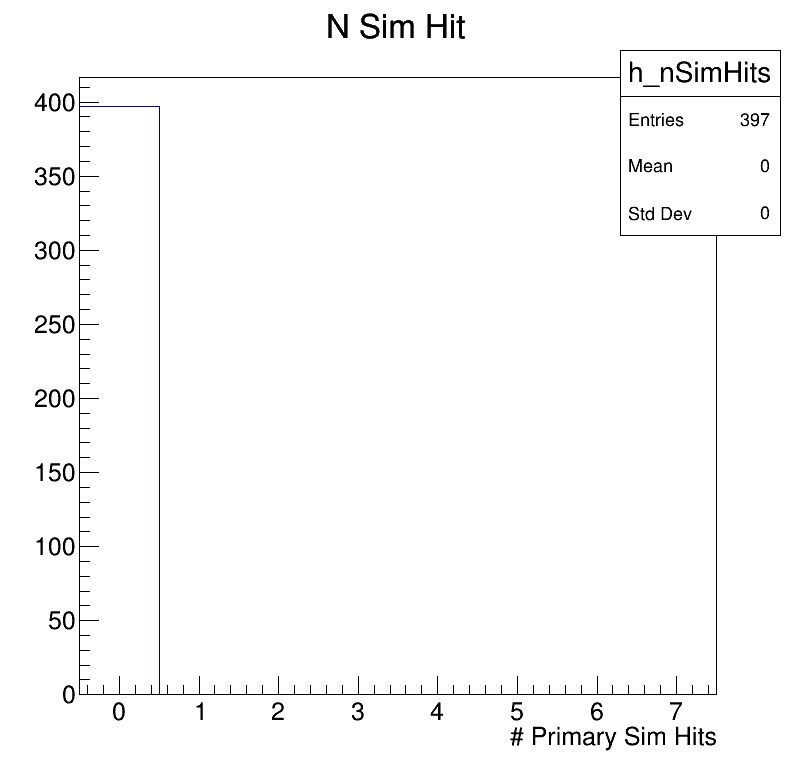 N Sim Hit
h_nSimHits
Entries 397
Mean 0
Std Dev 0
400
350
300
250
200
150
100
50
0
0 1 2 3 4 5 6 7
# Primary Sim Hits